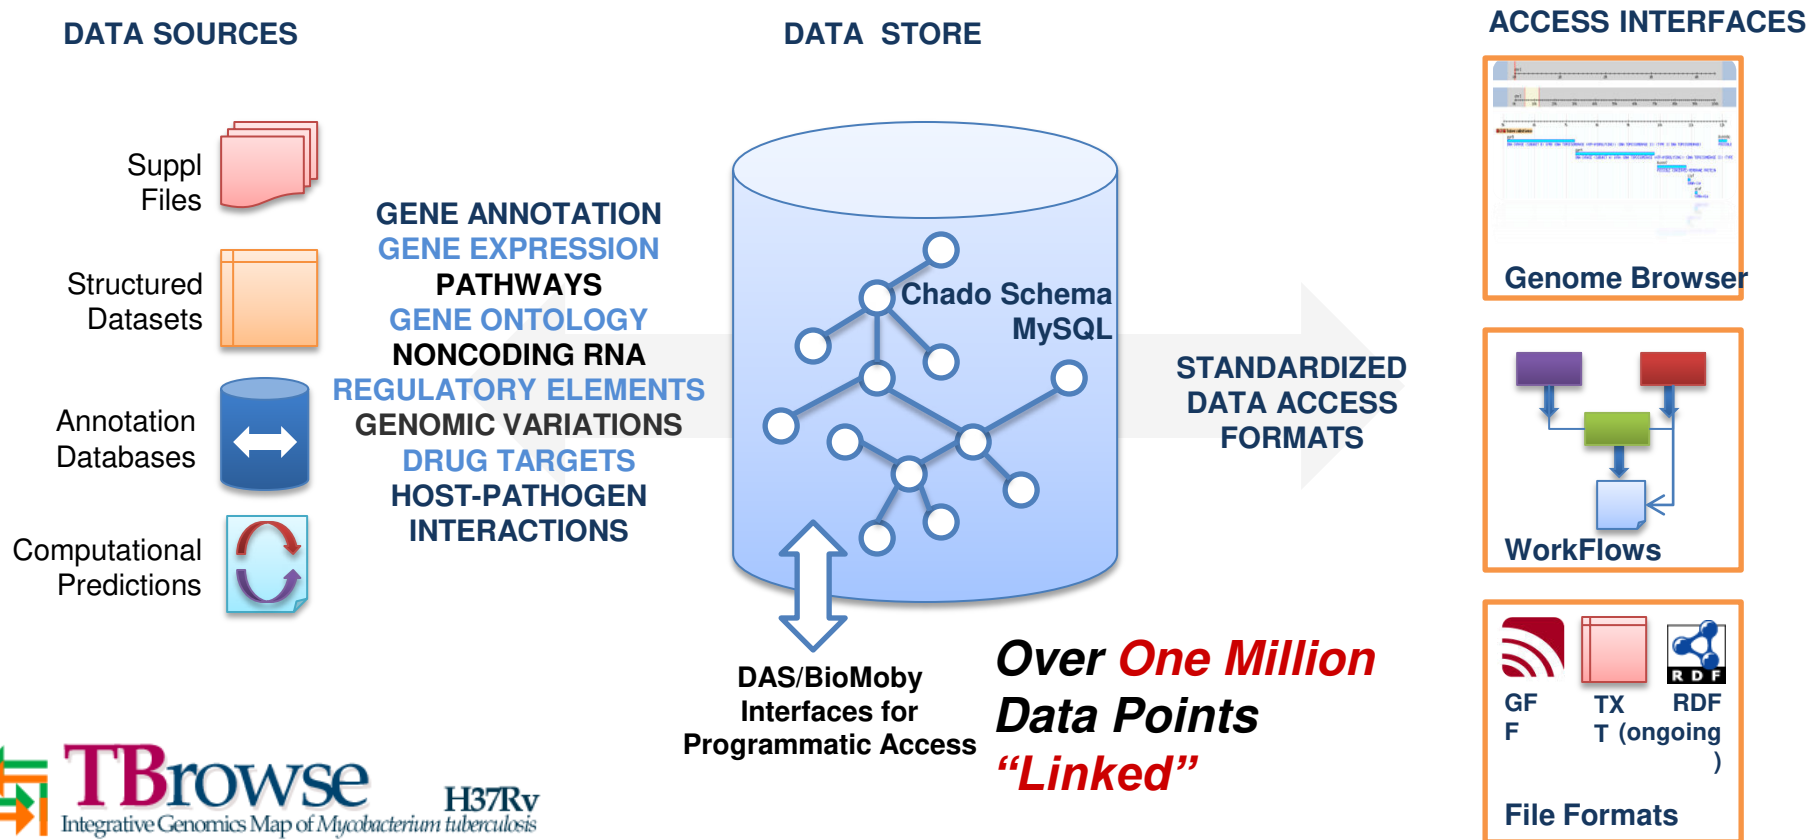 DATA SOURCES
Suppl
Files
Structured
Datasets
Annotation
Databases
Computational
Predictions
GENE ANNOTATION
GENE EXPRESSION
PATHWAYS
GENE ONTOLOGY
NONCODING RNA
REGULATORY ELEMENTS
GENOMIC VARIATIONS
DRUG TARGETS
HOST-PATHOGEN
INTERACTIONS
DATA STORE
Chado Schema
MySQL
DAS/BioMoby
Interfaces for
Programmatic Access
Over One Million
Data Points
“Linked”
STANDARDIZED
DATA ACCESS
FORMATS
ACCESS INTERFACES
Genome Browser
WorkFlows
RDF
GF
F
TX
T
RDF
(ongoing
)
File Formats
TBrowse
H37Rv
Integrative Genomics Map of Mycobacterium tuberculosis